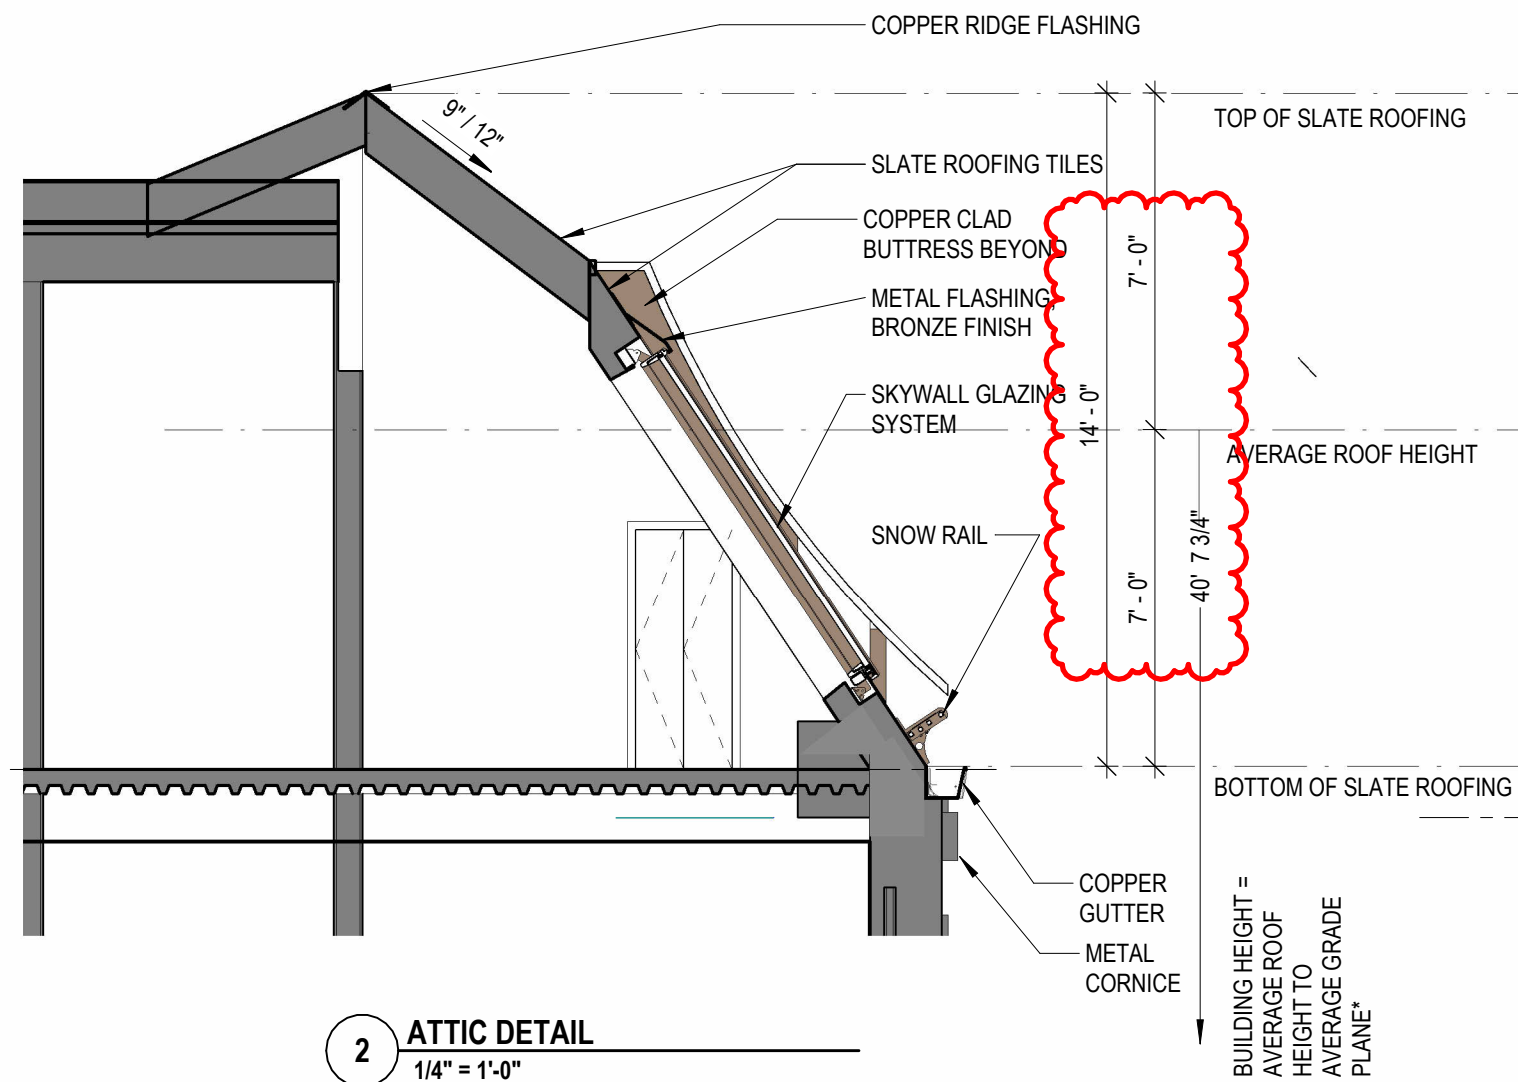 COPPER RIDGE FLASHING
9" / 12"
TOP OF SLATE ROOFING
SLATE ROOFING TILES
COPPER CLAD
BUTTRESS BEYOND
7' - 0"
METAL FLASHING,
BRONZE FINISH
SKYWALL GLAZING
SYSTEM
14' - 0"
AVERAGE ROOF HEIGHT
SNOW RAIL
7' - 0"
40' 7 3/4"
BOTTOM OF SLATE ROOFING
COPPER
GUTTER
METAL
CORNICE
BUILDING HEIGHT =
AVERAGE ROOF
HEIGHT TO
AVERAGE GRADE
PLANE*
2
ATTIC DETAIL
1/4" = 1'-0"